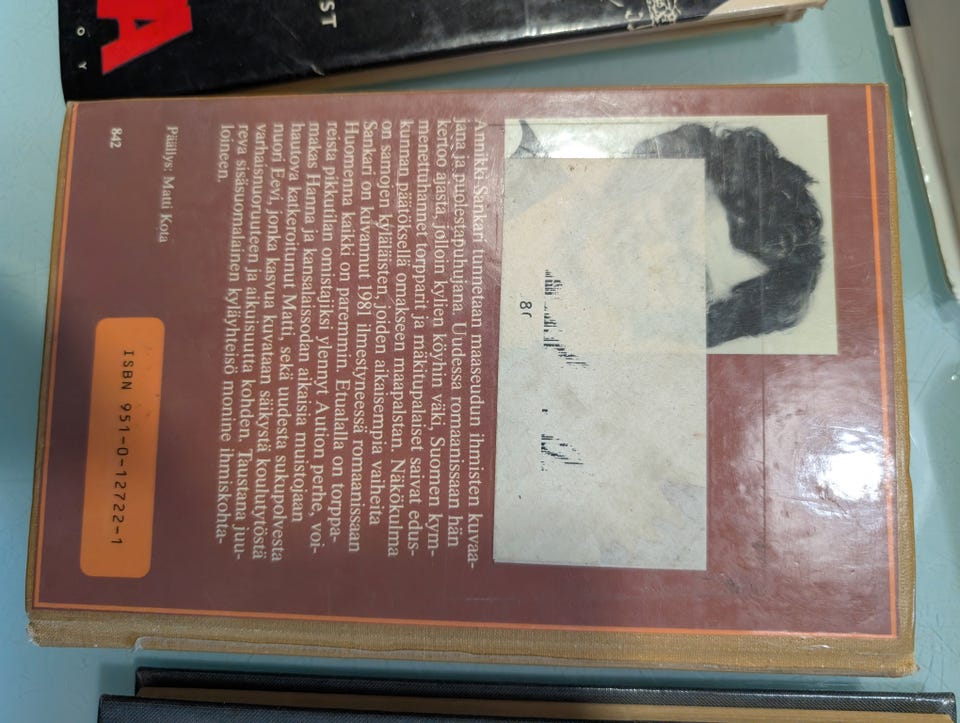 Annikki Sankari tunnetaan maaseudun ihmisten kuvaa-
jana ja puolestapuhujana. Uudessa romaanissaan hän
kertoo ajasta, jolloin kylien köyhin väki, Suomen kym-
menettuhannet torpparit ja mäkitupalaiset saivat edus-
kunnan päätöksellä omakseen maapalstan. Näkökulma
on samojen kyläläisten, joiden aikaisempia vaiheita
Sankari on kuvannut 1981 ilmestyneessä romaanissaan
Huomenna kaikki on paremmin. Etualalla on torppa-
reista pikkutilan omistajiksi ylennyt Aution perhe, voi-
makas Hanna ja kansalaissodan aikaisia muistojaan
hautova katkeroitunut Matti, sekä uudesta sukupolvesta
nuori Eevi, jonka kasvua kuvataan säikystä koulutytöstä
varhaisnuoruuteen ja aikuisuutta kohden. Taustana juu-
reva sisäsuomalainen kyläyhteisö monine ihmiskohta-
loineen.
Päällys: Matti Kota
842
ISBN 951-0-12722-1
A
ST
O Y